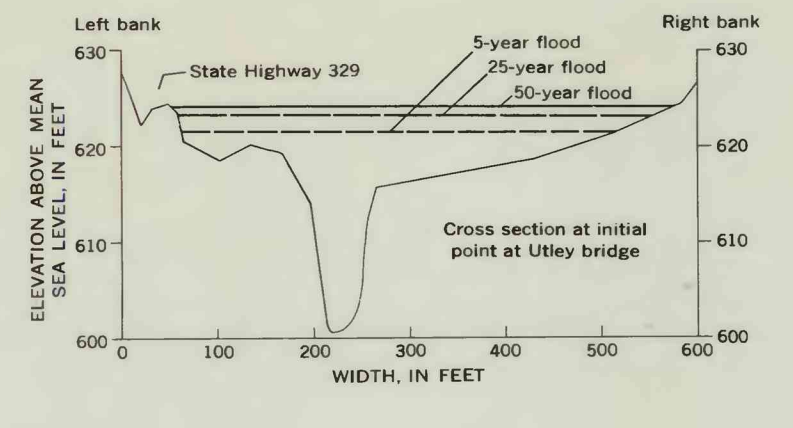 Left bank
Right bank
630
630
5-year flood
25-year flood
State Highway 329
50-year flood
620
620
ELEVATION ABOVE MEAN
SEA LEVEL, IN FEET
Cross section at initial
point at Utley bridge
610
610
600
600
0 100 200 300 400 500 600
WIDTH, IN FEET